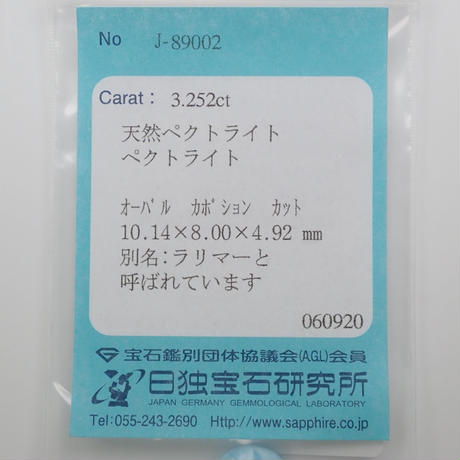 No J-89002
Carat: 3.252ct
天然ペクトライト
ペクトライト
ｵｰﾊﾞﾙ ｶﾎﾞｼｮﾝ ｶｯﾄ
10.14×8.00×4.92 mm
別名:ラリマーと
呼ばれています
060920
宝石鑑別団体協議会(AGL)会員
日独宝石研究所
JAPAN GERMANY GEMMOLOGICAL LABORATORY
Tel:055-243-2690 Http://www.sapphire.co.jp